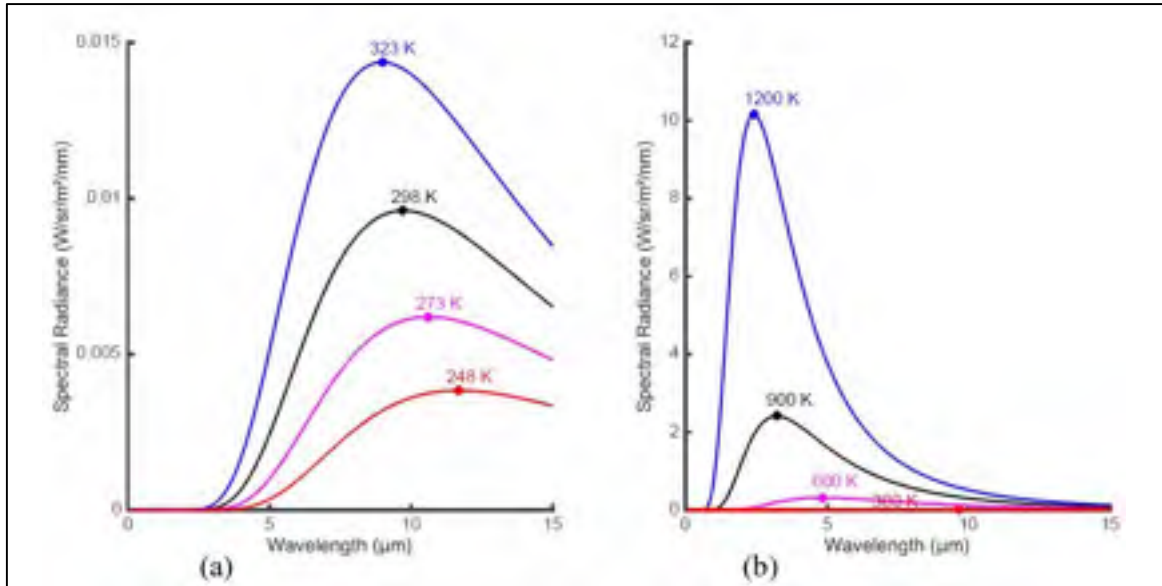 0.015
0.01
0.005
0
0
5
10
15
323 K
298 K
273 K
248 K
Spectral Radiance (W/sr/m²/nm)
Wavelength (µm)
(a)
12
10
8
6
4
2
0
0
5
10
15
1200 K
900 K
600 K
300 K
Spectral Radiance (W/sr/m²/nm)
Wavelength (µm)
(b)